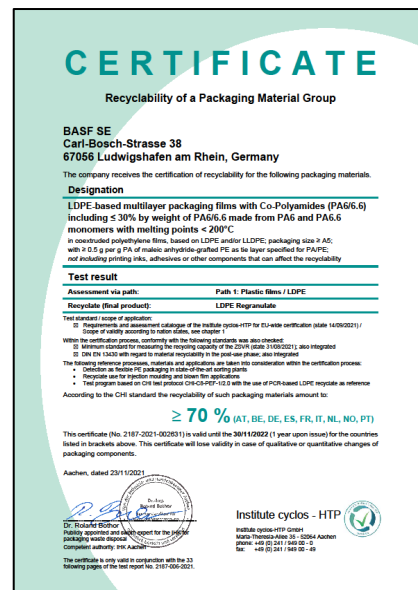 CERTIFICATE
Recyclability of a Packaging Material Group
BASF SE
Carl-Bosch-Strasse 38
67056 Ludwigshafen am Rhein, Germany
The company receives the certification of recyclability for the following packaging materials.
Designation
LDPE-based multilayer packaging films with Co-Polyamides (PA6/6.6)
including ≤ 30% by weight of PA6/6.6 made from PA6 and PA6.6
monomers with melting points < 200°C
in coextruded polyethylene films, based on LDPE and/or LLDPE; packaging size ≥ A5;
with ≥ 0.5 g per g PA of maleic anhydride-grafted PE as tie layer specified for PA/PE;
not including printing inks, adhesives or other components that can affect the recyclability
Test result
Assessment via path: Path 1: Plastic films / LDPE
Recyclate (final product): LDPE Regranulate
Test standard / scope of application:
☒ Requirements and assessment catalogue of the Institute cyclos-HTP for EU-wide certification (state 14/09/2021) /
Scope of validity according to nation states, see chapter 1
Within the certification process, conformity with the following standards was also checked:
☒ Minimum standard for measuring the recycling capacity of the ZSVR (state 31/08/2021); also integrated
☒ DIN EN 13430 with regard to material recyclability in the post-use phase; also integrated
The following reference processes, materials and applications are taken into consideration within the certification process:
• Detection as flexible PE packaging in state-of-the-art sorting plants
• Recyclate use for injection moulding and blown film applications
• Test program based on CHI test protocol CHI-C8-PEF-1/2.0 with the use of PCR-based LDPE recyclate as reference
According to the CHI standard the recyclability of such packaging materials amount to:
≥ 70 % (AT, BE, DE, ES, FR, IT, NL, NO, PT)
This certificate (No. 2187-2021-002631) is valid until the 30/11/2022 (1 year upon issue) for the countries
listed in brackets above. This certificate will lose validity in case of qualitative or quantitative changes of
packaging components.
Aachen, dated 23/11/2021
Dr.-Ing.
Roland Bothor
Dr. Roland Bothor
Publicly appointed and sworn expert for the IHK for
packaging waste disposal
Competent authority: IHK Aachen
The certificate is only valid in conjunction with the 33
following pages of the test report No. 2187-006-2021.
Institute cyclos - HTP
Institute cyclos-HTP GmbH
Maria-Theresia-Allee 35 - 52064 Aachen
phone: +49 (0) 241 / 949 00 - 0
fax: +49 (0) 241 / 949 00 - 49